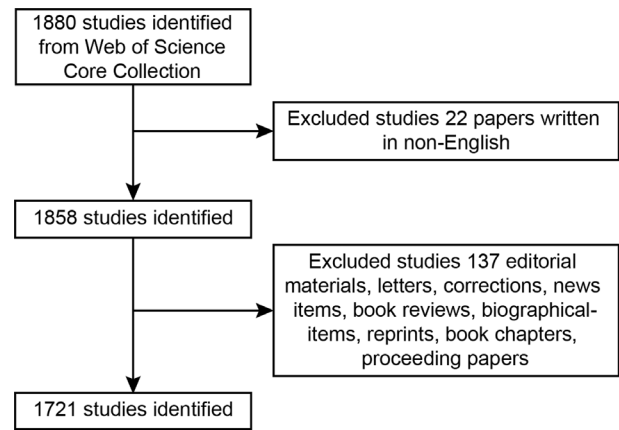 1880 studies identified
from Web of Science
Core Collection
Excluded studies 22 papers written
in non-English
1858 studies identified
Excluded studies 137 editorial
materials, letters, corrections, news
items, book reviews, biographical-
items, reprints, book chapters,
proceeding papers
1721 studies identified